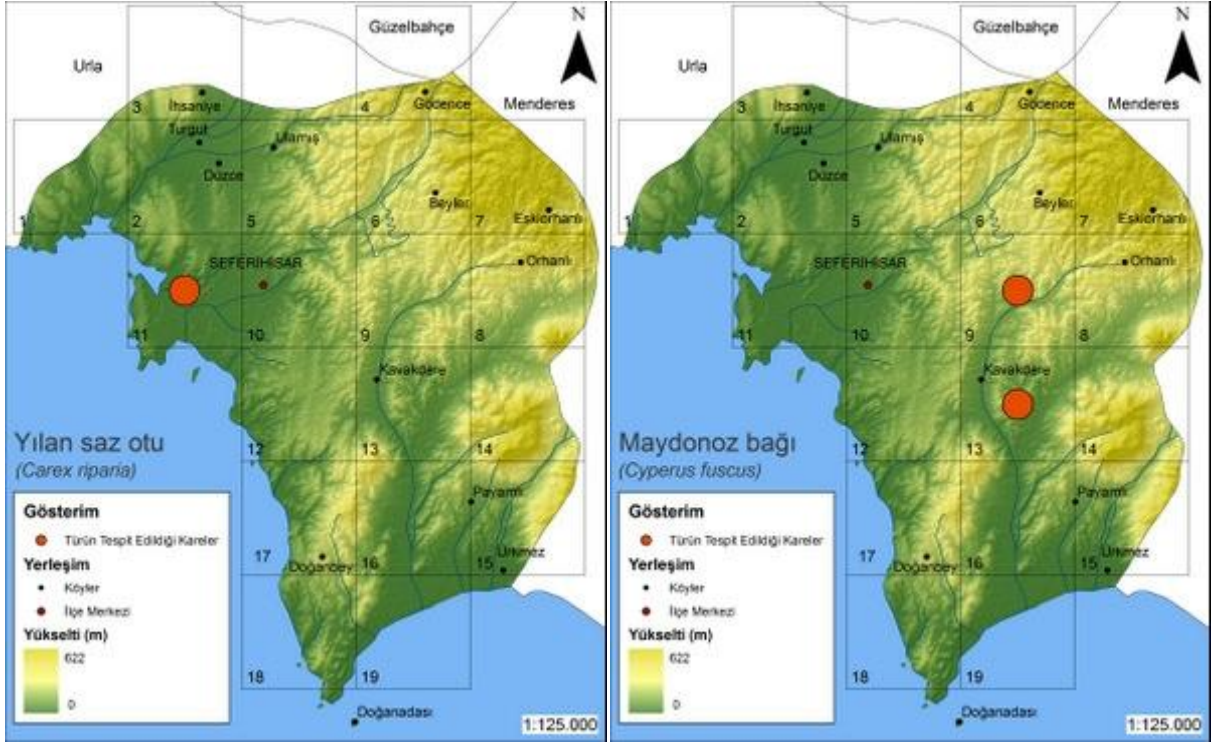 N
Güzelbahçe
Urla
Menderes
3
4
İhsaniye
Gödence
Turgut
Ulamış
Düzce
Beyler
Eskiorhanlı
1
2
5
6
7
SEFERİHİSAR
Orhanlı
11
10
9
8
Kavakdere
Yılan saz otu
(Carex riparia)
12
13
14
Gösterim
Türün Tespit Edildiği Kareler
Yerleşim
Köyler
İlçe Merkezi
Yükselti (m)
622
0
Payamlı
Ürkmez
Doğanbey
17
16
15
18
19
Doğanadası
1:125.000
N
Güzelbahçe
Urla
Menderes
3
4
İhsaniye
Gödence
Turgut
Ulamış
Düzce
Beyler
Eskiorhanlı
1
2
5
6
7
SEFERİHİSAR
Orhanlı
11
10
9
8
Kavakdere
Maydonoz bağı
(Cyperus fuscus)
12
13
14
Gösterim
Türün Tespit Edildiği Kareler
Yerleşim
Köyler
İlçe Merkezi
Yükselti (m)
622
0
Payamlı
Ürkmez
Doğanbey
17
16
15
18
19
Doğanadası
1:125.000